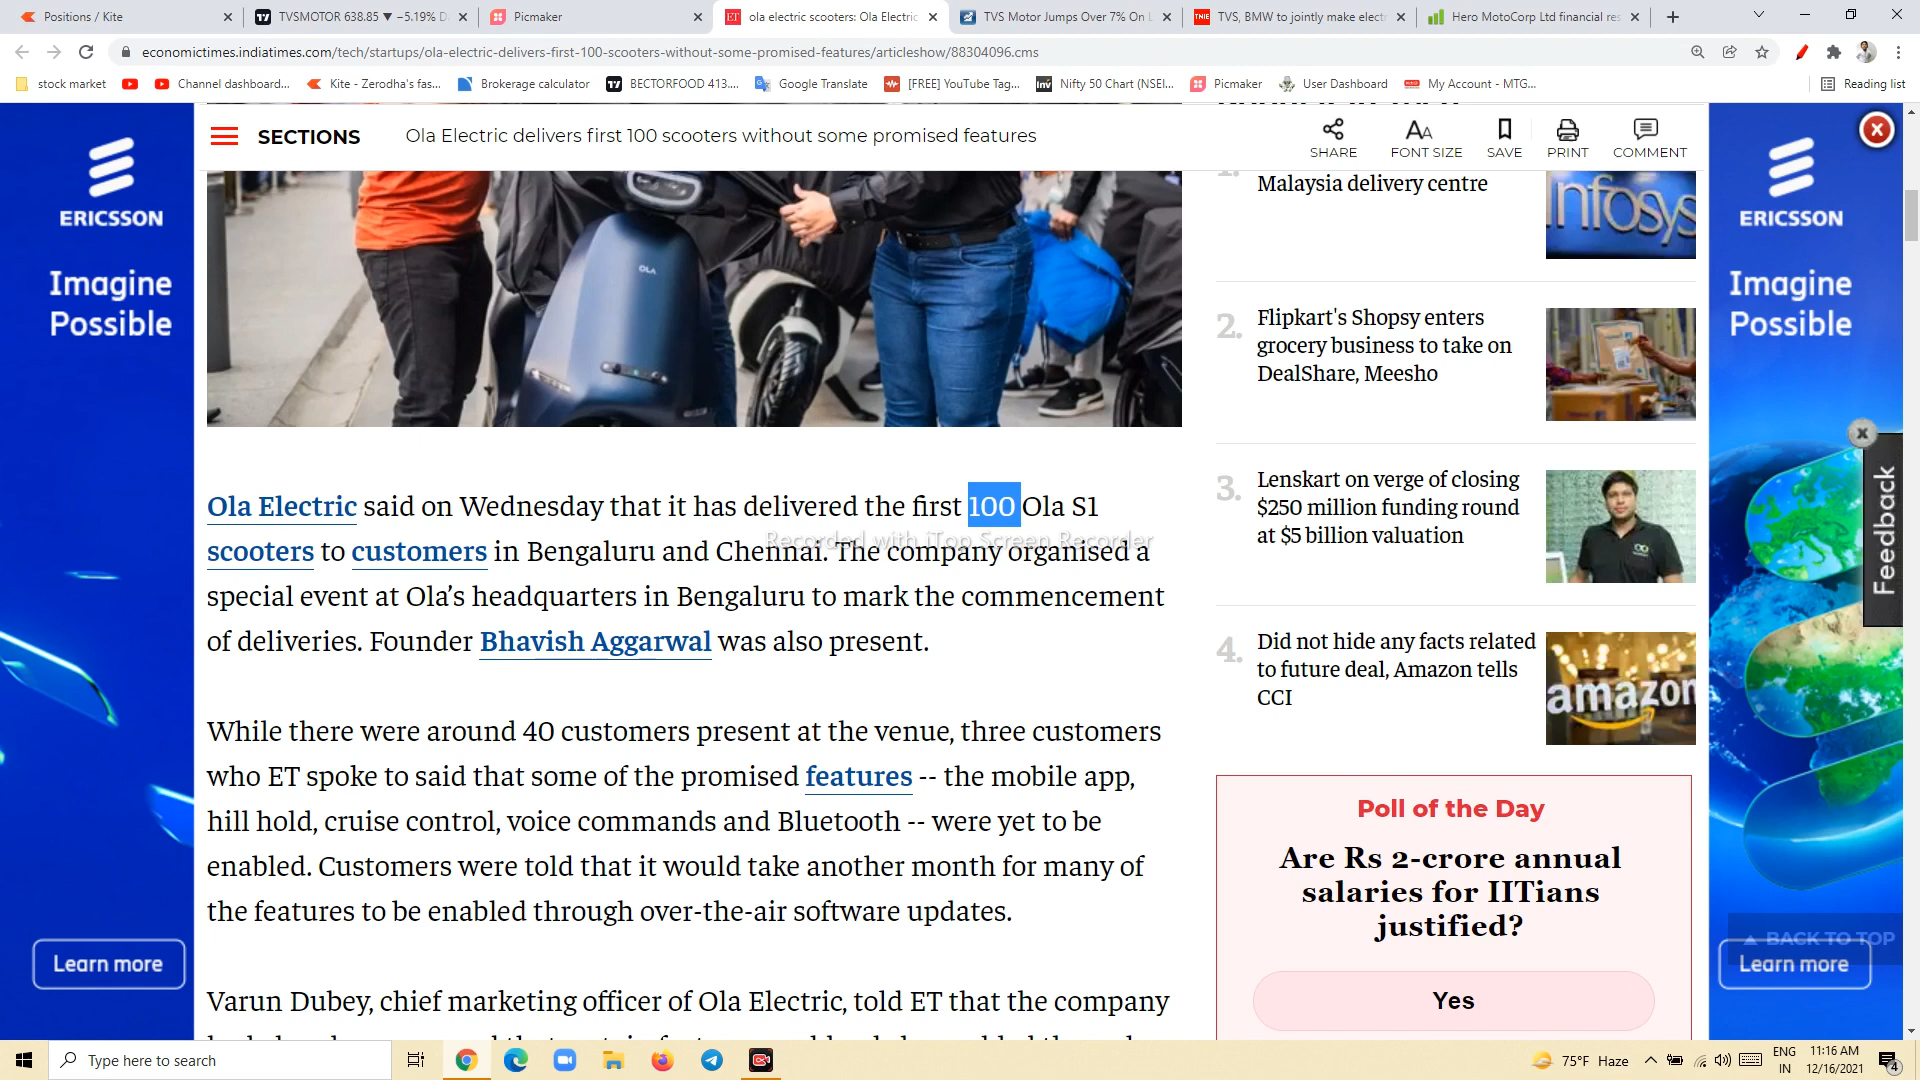 Positions / Kite
TVSMOTOR 638.85 ▼ −5.19% D
Picmaker
ola electric scooters: Ola Electric
TVS Motor Jumps Over 7% On L
TVS, BMW to jointly make elect
Hero MotoCorp Ltd financial res
economictimes.indiatimes.com/tech/startups/ola-electric-delivers-first-100-scooters-without-some-promised-features/articleshow/88304096.cms
stock market
Channel dashboard...
Kite - Zerodha's fas...
Brokerage calculator
BECTORFOOD 413....
Google Translate
[FREE] YouTube Tag...
Nifty 50 Chart (NSEI...
Picmaker
User Dashboard
My Account - MTG...
Reading list
SECTIONS
Ola Electric delivers first 100 scooters without some promised features
SHARE
FONT SIZE
SAVE
PRINT
COMMENT
ERICSSON
Imagine
Possible
Learn more
OLA
Ola Electric said on Wednesday that it has delivered the first 100 Ola S1
scooters to customers in Bengaluru and Chennai. The company organised a
special event at Ola’s headquarters in Bengaluru to mark the commencement
of deliveries. Founder Bhavish Aggarwal was also present.
Recorded with iTop Screen Recorder
While there were around 40 customers present at the venue, three customers
who ET spoke to said that some of the promised features -- the mobile app,
hill hold, cruise control, voice commands and Bluetooth -- were yet to be
enabled. Customers were told that it would take another month for many of
the features to be enabled through over-the-air software updates.
Varun Dubey, chief marketing officer of Ola Electric, told ET that the company
1.
Malaysia delivery centre
Infosys
2.
Flipkart's Shopsy enters
grocery business to take on
DealShare, Meesho
3.
Lenskart on verge of closing
$250 million funding round
at $5 billion valuation
4.
Did not hide any facts related
to future deal, Amazon tells
CCI
amazon
Poll of the Day
Are Rs 2-crore annual
salaries for IITians
justified?
Yes
ERICSSON
Imagine
Possible
Feedback
▲ BACK TO TOP
Learn more
Type here to search
75°F Haze
ENG
IN
11:16 AM
12/16/2021
4